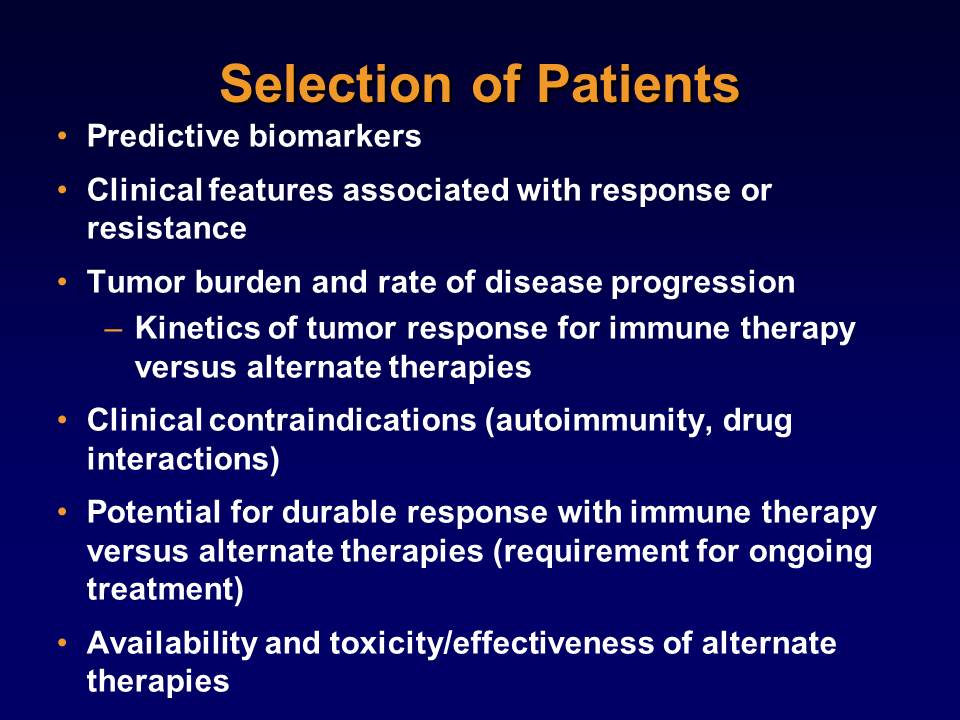 Selection of Patients
• Predictive biomarkers
• Clinical features associated with response or
resistance
• Tumor burden and rate of disease progression
– Kinetics of tumor response for immune therapy
versus alternate therapies
• Clinical contraindications (autoimmunity, drug
interactions)
• Potential for durable response with immune therapy
versus alternate therapies (requirement for ongoing
treatment)
• Availability and toxicity/effectiveness of alternate
therapies